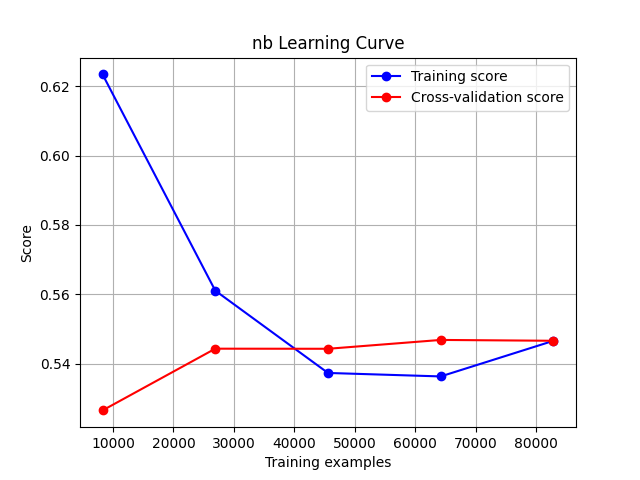 nb Learning Curve
Training score
Cross-validation score
Score
0.62
0.60
0.58
0.56
0.54
10000 20000 30000 40000 50000 60000 70000 80000
Training examples